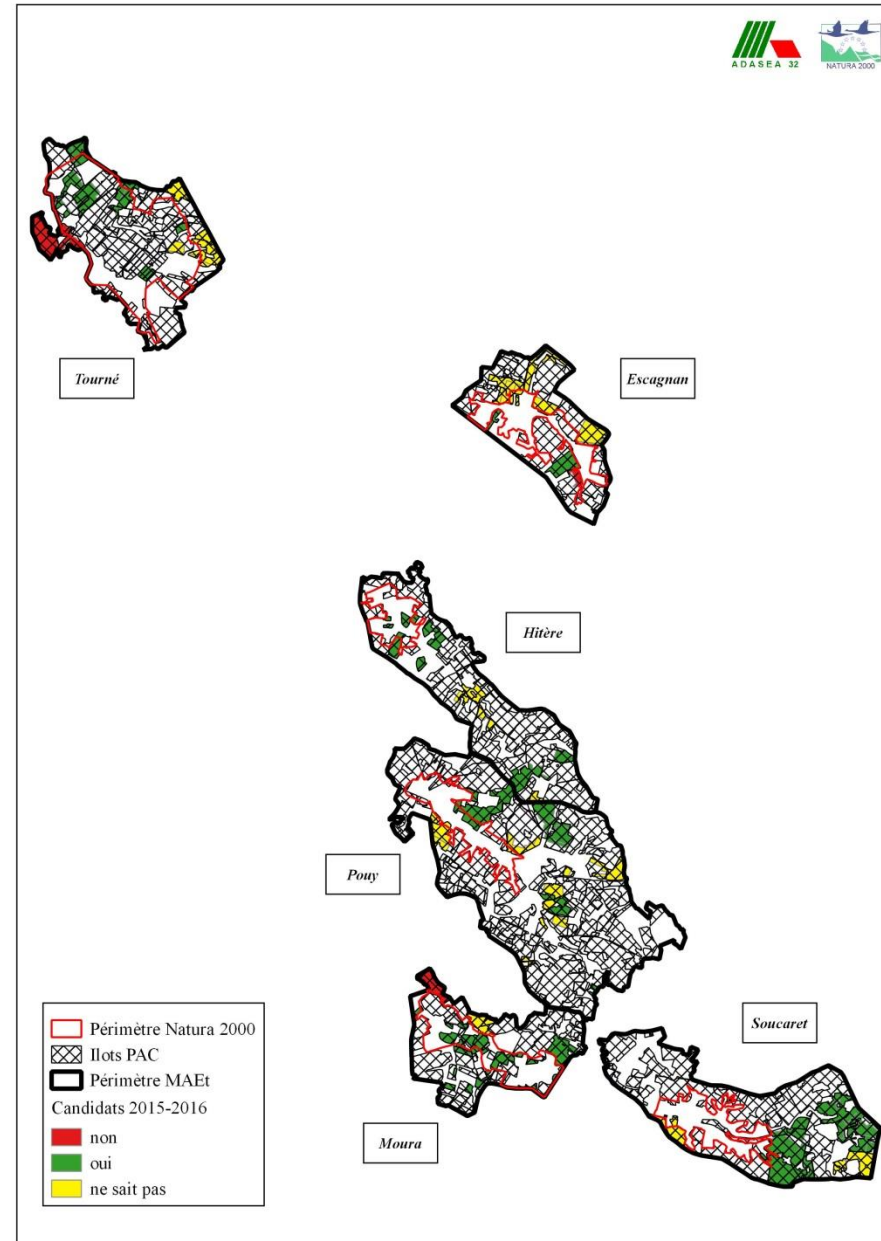 ADASEA 32
NATURA 2000
Tourné
Escagnan
Hitère
Pouy
Soucaret
Moura
Périmètre Natura 2000
Ilots PAC
Périmètre MAEt
Candidats 2015-2016
non
oui
ne sait pas